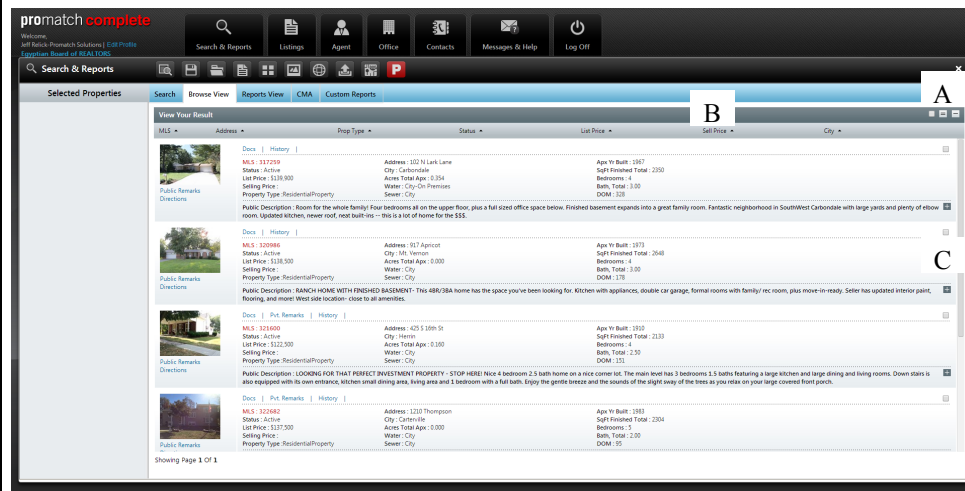 promatch complete
Welcome,
Jeff Relick-Promatch Solutions | Edit Profile
Egyptian Board of REALTORS
Search & Reports Listings Agent Office Contacts Messages & Help Log Off
Search & Reports P ×
Selected Properties
Search Browse View Reports View CMA Custom Reports
A
B
View Your Result
MLS Address Prop Type Status List Price Sell Price City
Docs | History |
MLS : 317259 Address : 102 N Lark Lane Apx Yr Built : 1967
Status : Active City : Carbondale SqFt Finished Total : 2350
List Price : $139,900 Acres Total Apx : 0.354 Bedrooms : 4
Selling Price : Water : City-On Premises Bath, Total : 3.00
Property Type :ResidentialProperty Sewer : City DOM : 328
Public Remarks
Directions
Public Description : Room for the whole family! Four bedrooms all on the upper floor, plus a full sized office space below. Finished basement expands into a great family room. Fantastic neighborhood in SouthWest Carbondale with large yards and plenty of elbow
room. Updated kitchen, newer roof, neat built-ins -- this is a lot of home for the $$$.
Docs | History |
MLS : 320986 Address : 917 Apricot Apx Yr Built : 1973
Status : Active City : Mt. Vernon SqFt Finished Total : 2648
List Price : $138,500 Acres Total Apx : 0.000 Bedrooms : 4
Selling Price : Water : City Bath, Total : 3.00
Property Type :ResidentialProperty Sewer : City DOM : 178
C
Public Remarks
Directions
Public Description : RANCH HOME WITH FINISHED BASEMENT- This 4BR/3BA home has the space you've been looking for. Kitchen with appliances, double car garage, formal rooms with family/ rec room, plus move-in-ready. Seller has updated interior paint,
flooring, and more! West side location- close to all amenities.
Docs | Pvt. Remarks | History |
MLS : 321600 Address : 425 S 16th St Apx Yr Built : 1910
Status : Active City : Herrin SqFt Finished Total : 2133
List Price : $122,500 Acres Total Apx : 0.160 Bedrooms : 4
Selling Price : Water : City Bath, Total : 2.50
Property Type :ResidentialProperty Sewer : City DOM : 151
Public Remarks
Directions
Public Description : LOOKING FOR THAT PERFECT INVESTMENT PROPERTY - STOP HERE! Nice 4 bedroom 2.5 bath home on a nice corner lot. The main level has 3 bedrooms 1.5 baths featuring a large kitchen and large dining and living rooms. Down stairs is
also equipped with its own entrance, kitchen small dining area, living area and 1 bedroom with a full bath. Enjoy the gentle breeze and the sounds of the slight sway of the trees as you relax on your large covered front porch.
Docs | Pvt. Remarks | History |
MLS : 322682 Address : 1210 Thompson Apx Yr Built : 1983
Status : Active City : Carterville SqFt Finished Total : 2304
List Price : $137,500 Acres Total Apx : 0.000 Bedrooms : 5
Selling Price : Water : City Bath, Total : 2.00
Property Type :ResidentialProperty Sewer : City DOM : 95
Public Remarks
Directions
Showing Page 1 Of 1